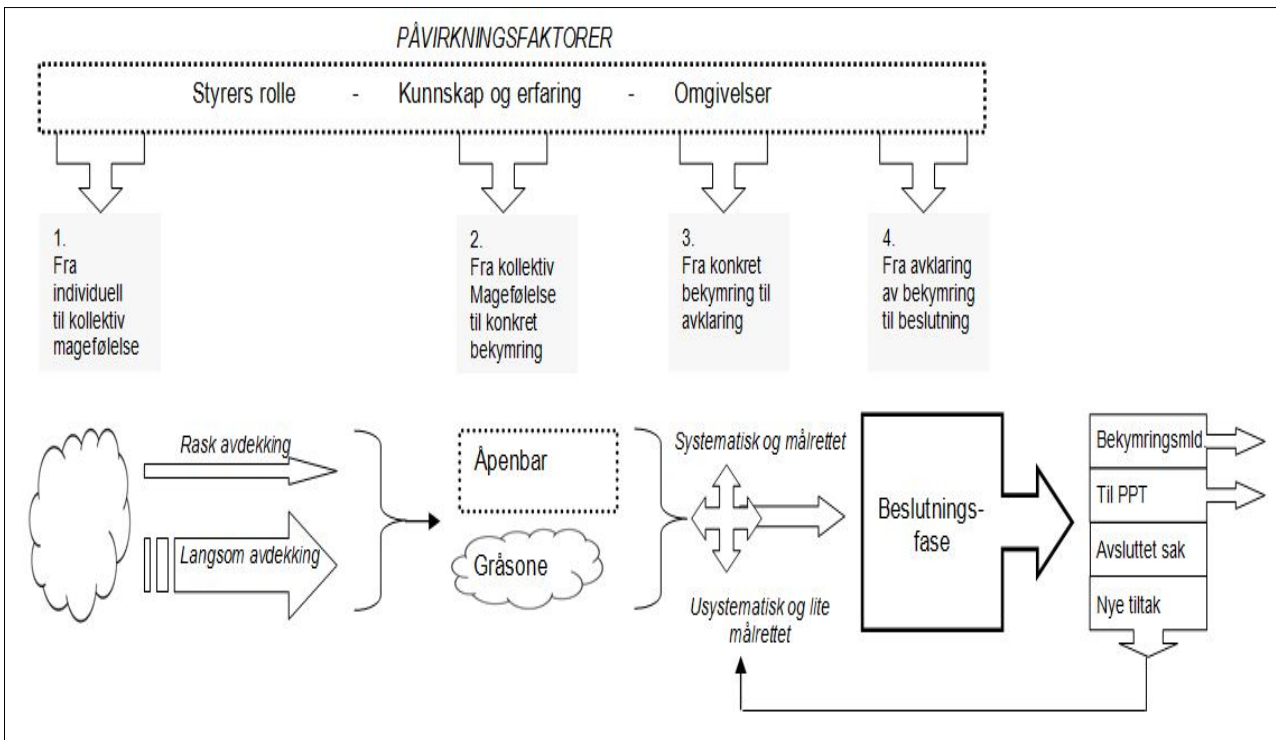 PÅVIRKNINGSFAKTORER
Styrers rolle - Kunnskap og erfaring - Omgivelser
1.
Fra
individuell
til kollektiv
magefølelse
2.
Fra kollektiv
Magefølelse
til konkret
bekymring
3.
Fra konkret
bekymring til
avklaring
4.
Fra avklaring
av bekymring
til beslutning
Rask avdekking
Langsom avdekking
Åpenbar
Gråsone
Systematisk og målrettet
Usystematisk og lite
målrettet
Beslutnings-
fase
Bekymringsmld.
Til PPT
Avsluttet sak
Nye tiltak